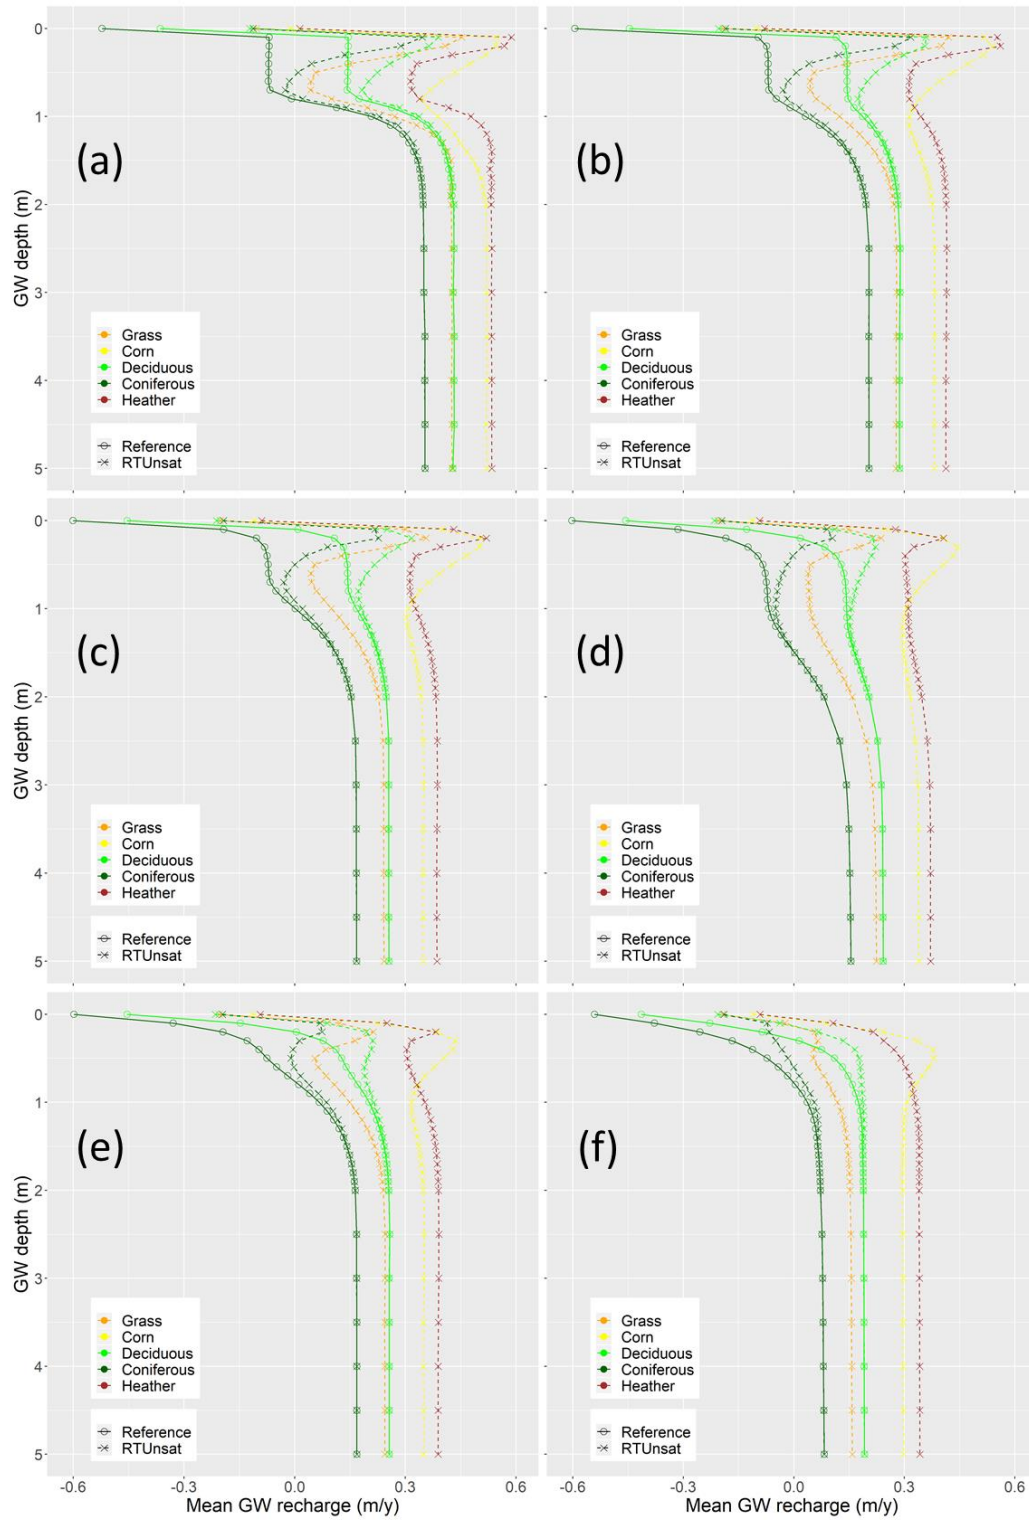 (a)
0
1
2
3
4
5
GW depth (m)
Grass
Corn
Deciduous
Coniferous
Heather
Reference
RTUnsat
(b)
Grass
Corn
Deciduous
Coniferous
Heather
Reference
RTUnsat
(c)
0
1
2
3
4
5
GW depth (m)
Grass
Corn
Deciduous
Coniferous
Heather
Reference
RTUnsat
(d)
Grass
Corn
Deciduous
Coniferous
Heather
Reference
RTUnsat
(e)
0
1
2
3
4
5
GW depth (m)
Grass
Corn
Deciduous
Coniferous
Heather
Reference
RTUnsat
-0.6 -0.3 0.0 0.3 0.6
Mean GW recharge (m/y)
(f)
Grass
Corn
Deciduous
Coniferous
Heather
Reference
RTUnsat
-0.6 -0.3 0.0 0.3 0.6
Mean GW recharge (m/y)